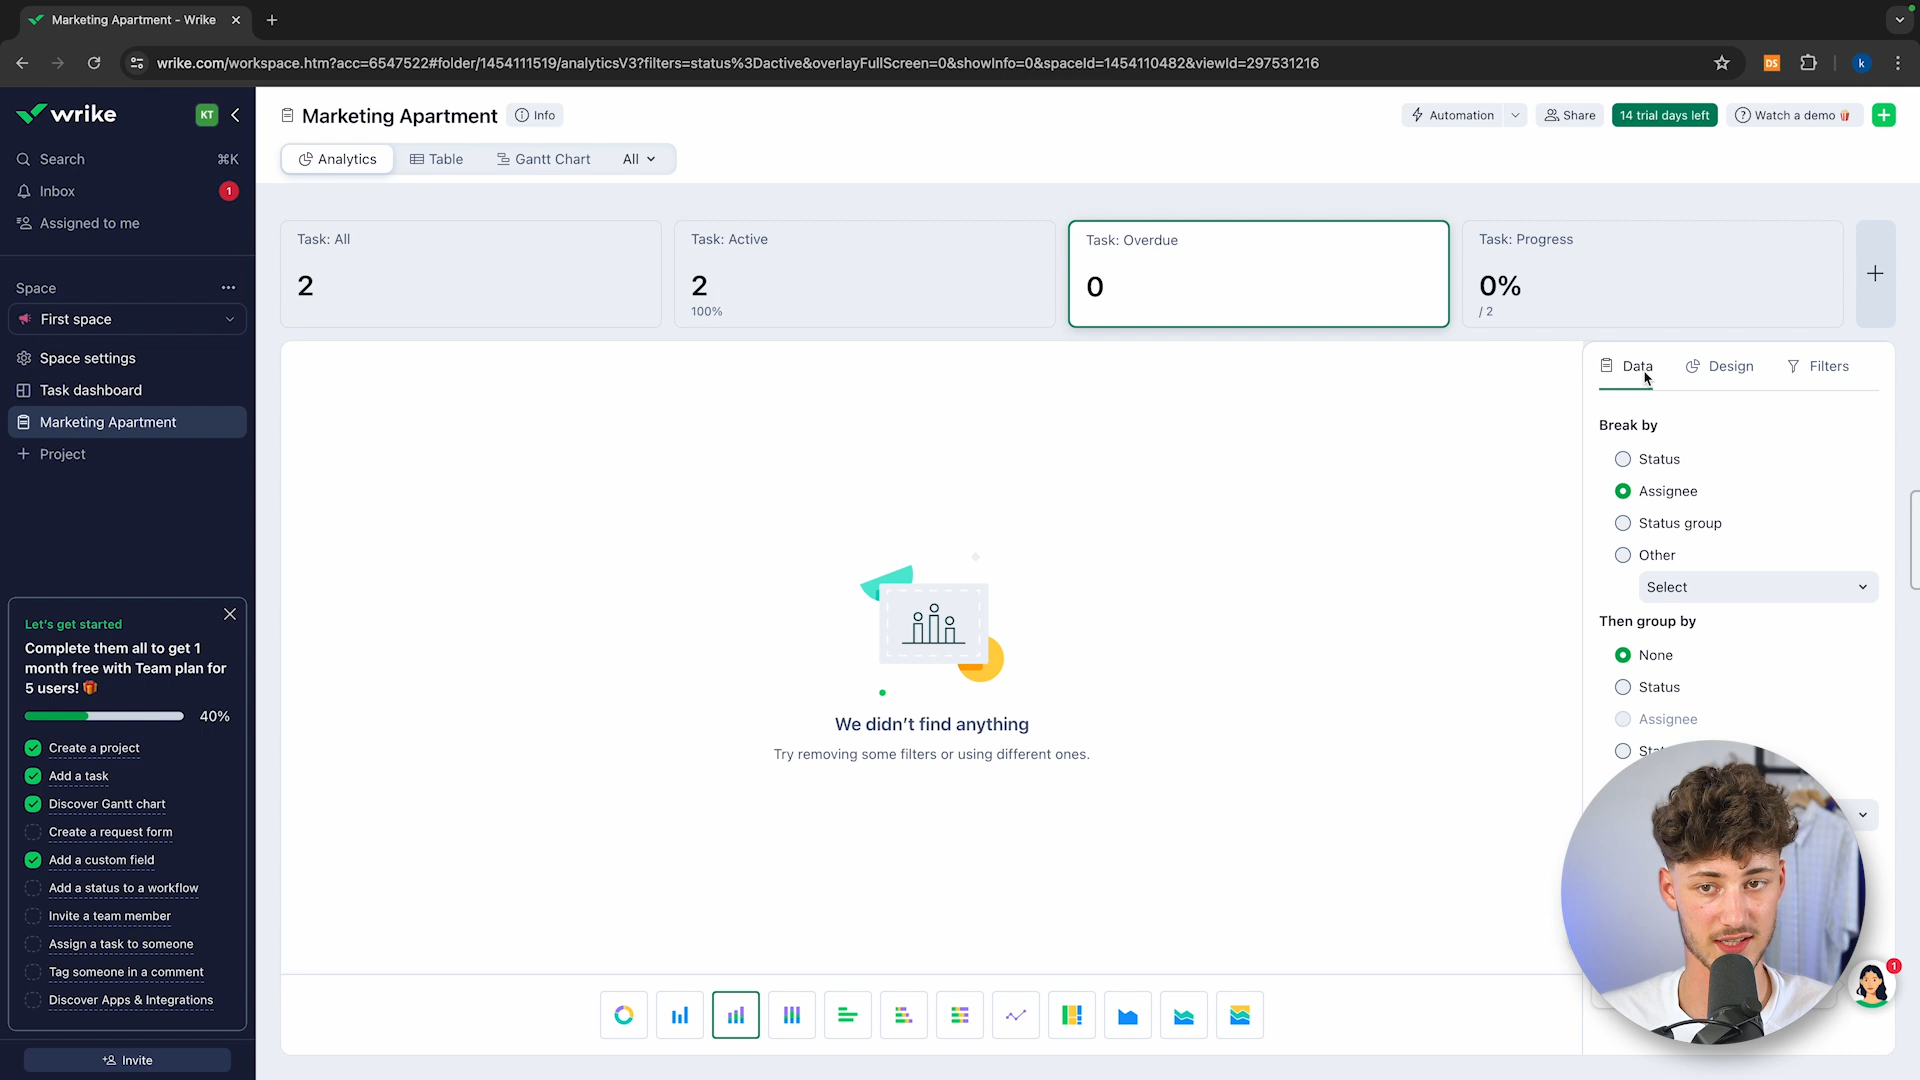 Marketing Apartment - Wrike
wrike.com/workspace.htm?acc=6547522#folder/1454111519/analyticsV3?filters=status%3Dactive&overlayFullScreen=0&showInfo=0&spaceId=1454110482&viewId=297531216
DS
k
wrike
KT
Search
⌘K
Inbox
1
Assigned to me
Space
First space
Space settings
Task dashboard
Marketing Apartment
Project
Let's get started
Complete them all to get 1
month free with Team plan for
5 users!
40%
Create a project
Add a task
Discover Gantt chart
Create a request form
Add a custom field
Add a status to a workflow
Invite a team member
Assign a task to someone
Tag someone in a comment
Discover Apps & Integrations
Invite
Marketing Apartment
Info
Automation
Share
14 trial days left
Watch a demo
Analytics
Table
Gantt Chart
All
Task: All
2
Task: Active
2
100%
Task: Overdue
0
Task: Progress
0%
/ 2
We didn't find anything
Try removing some filters or using different ones.
Data
Design
Filters
Break by
Status
Assignee
Status group
Other
Select
Then group by
None
Status
Assignee
1